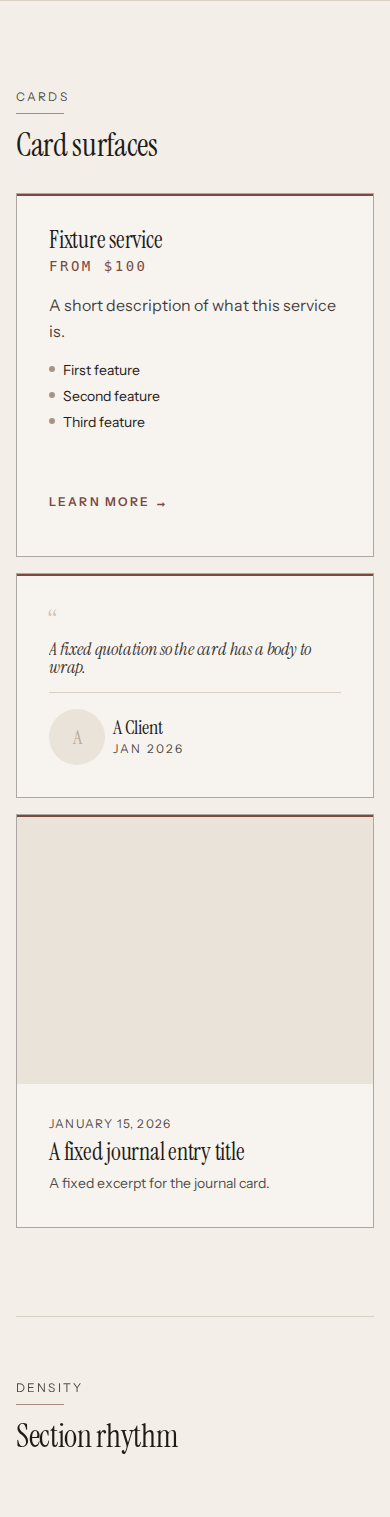 CARDS
Card surfaces
Fixture service
FROM $100
A short description of what this service
is.
First feature
Second feature
Third feature
LEARN MORE →
“
A fixed quotation so the card has a body to
wrap.
A
A Client
JAN 2026
JANUARY 15, 2026
A fixed journal entry title
A fixed excerpt for the journal card.
DENSITY
Section rhythm